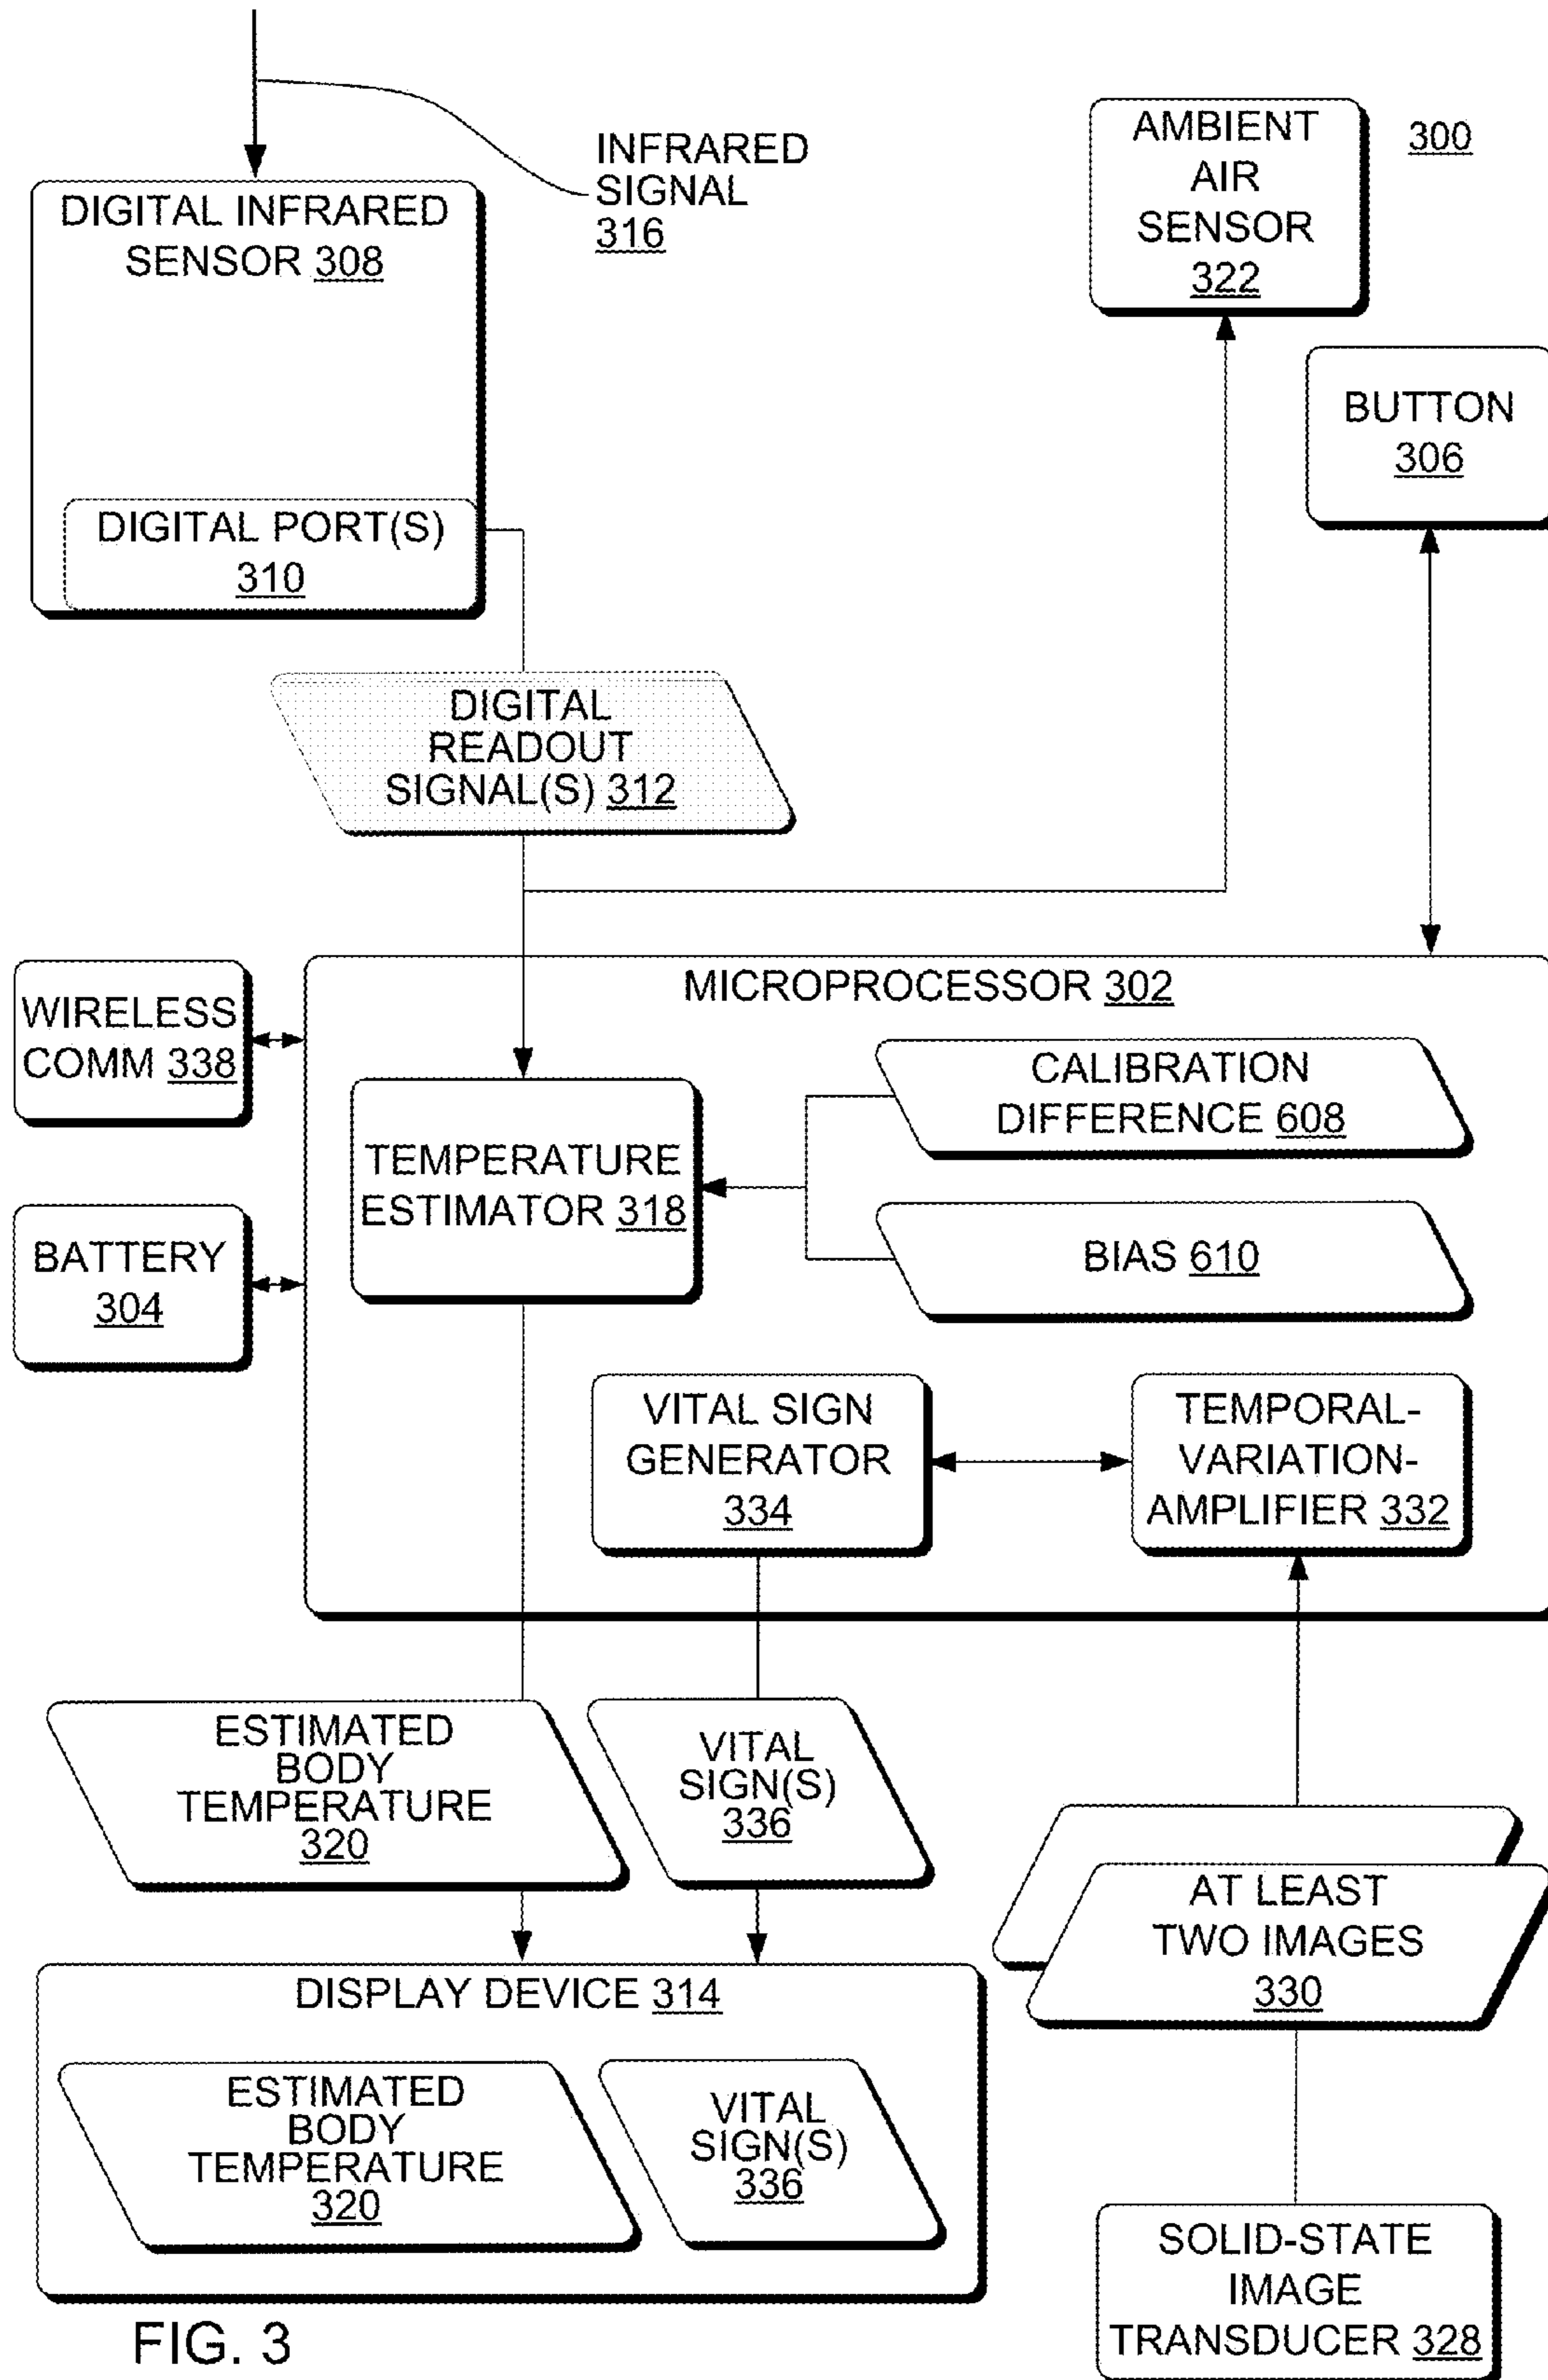 INFRARED
SIGNAL
316
AMBIENT
AIR
SENSOR
322
300
DIGITAL INFRARED
SENSOR 308
BUTTON
306
DIGITAL PORT(S)
310
DIGITAL
READOUT
SIGNAL(S) 312
MICROPROCESSOR 302
WIRELESS
COMM 338
CALIBRATION
DIFFERENCE 608
TEMPERATURE
ESTIMATOR 318
BATTERY
304
BIAS 610
VITAL SIGN
GENERATOR
334
TEMPORAL-
VARIATION-
AMPLIFIER 332
ESTIMATED
BODY
TEMPERATURE
320
VITAL
SIGN(S)
336
AT LEAST
TWO IMAGES
330
DISPLAY DEVICE 314
ESTIMATED
BODY
TEMPERATURE
320
VITAL
SIGN(S)
336
SOLID-STATE
IMAGE
TRANSDUCER 328
FIG. 3